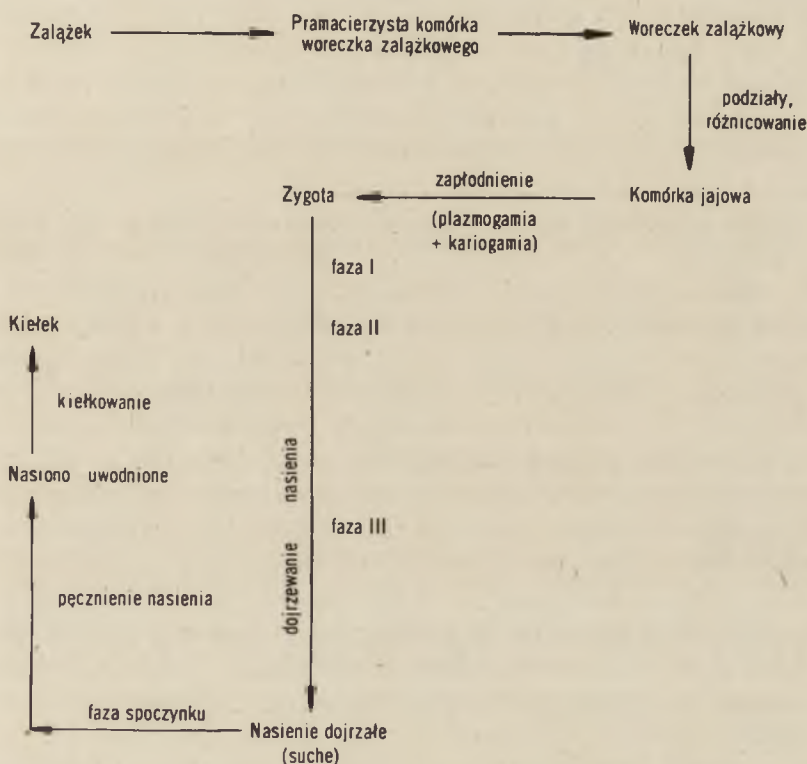 Zalążek
Pramacierzysta komórka
woreczka zalążkowego
Woreczek zalążkowy
podziały,
różnicowanie
Zygota
zapłodnienie
(plazmogamia
+ kariogamia)
Komórka jajowa
faza I
faza II
Kiełek
kiełkowanie
Nasiono uwodnione
dojrzewanie nasienia
faza III
pęcznienie nasienia
faza spoczynku
Nasienie dojrzałe
(suche)